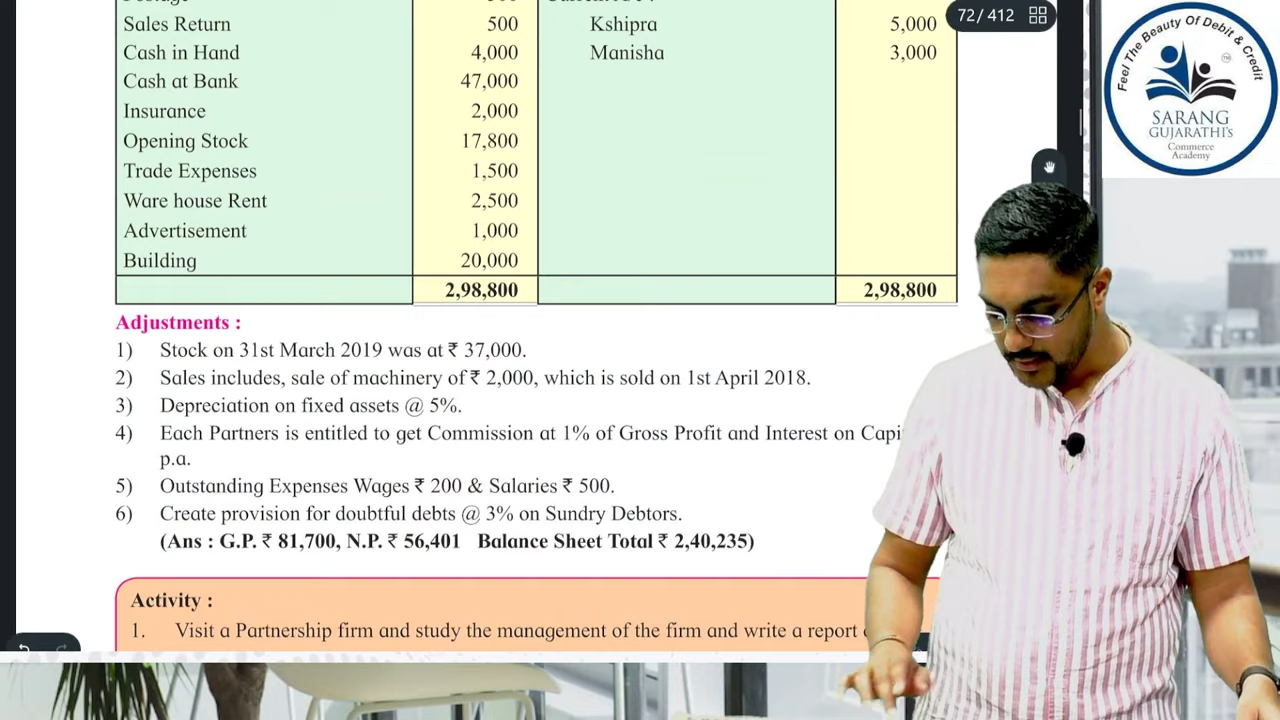 72/ 412
Sales Return 500 Kshipra 5,000
Cash in Hand 4,000 Manisha 3,000
Cash at Bank 47,000
Insurance 2,000
Opening Stock 17,800
Trade Expenses 1,500
Ware house Rent 2,500
Advertisement 1,000
Building 20,000
2,98,800 2,98,800
Adjustments :
1) Stock on 31st March 2019 was at ₹ 37,000.
2) Sales includes, sale of machinery of ₹ 2,000, which is sold on 1st April 2018.
3) Depreciation on fixed assets @ 5%.
4) Each Partners is entitled to get Commission at 1% of Gross Profit and Interest on Capi
p.a.
5) Outstanding Expenses Wages ₹ 200 & Salaries ₹ 500.
6) Create provision for doubtful debts @ 3% on Sundry Debtors.
(Ans : G.P. ₹ 81,700, N.P. ₹ 56,401 Balance Sheet Total ₹ 2,40,235)
Activity :
1. Visit a Partnership firm and study the management of the firm and write a report
Feel The Beauty Of Debit & Credit
TM
SARANG
GUJARATHI'S
Commerce
Academy